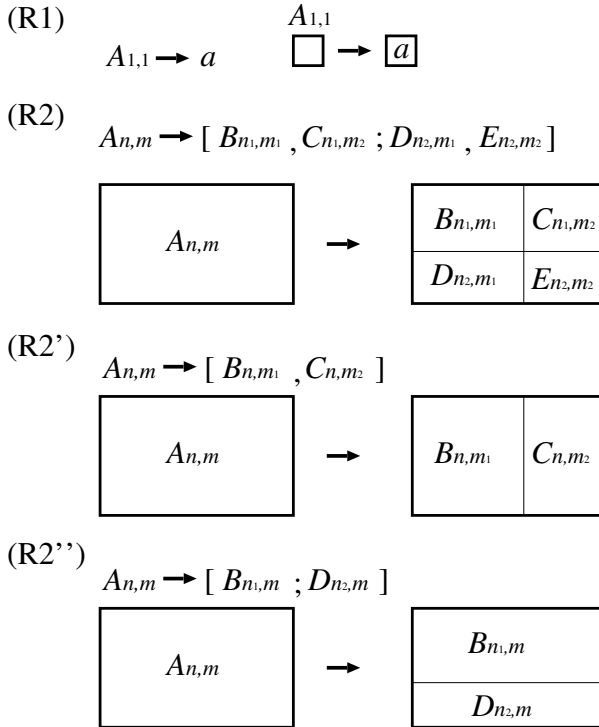 (R1)
A1,1
A1,1 → a → a
(R2)
An,m → [ Bn1,m1 , Cn1,m2 ; Dn2,m1 , En2,m2 ]
An,m → Bn1,m1 Cn1,m2
Dn2,m1 En2,m2
(R2')
An,m → [ Bn,m1 , Cn,m2 ]
An,m → Bn,m1 Cn,m2
(R2'')
An,m → [ Bn1,m ; Dn2,m ]
An,m → Bn1,m
Dn2,m